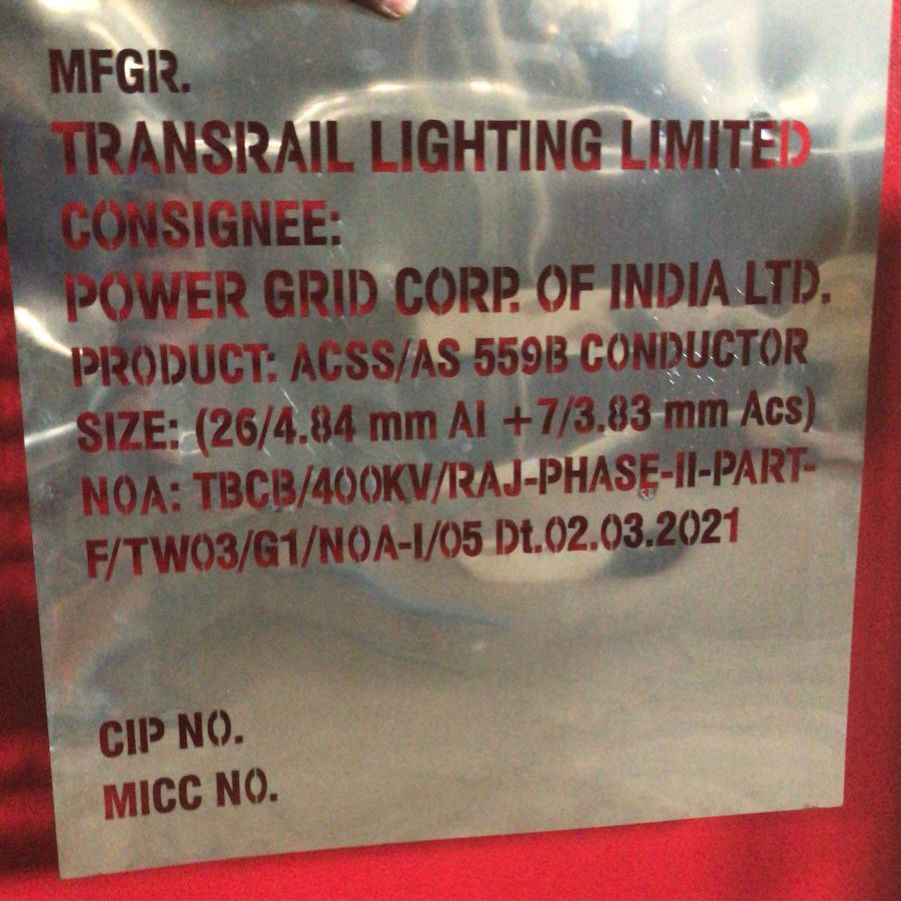 MFGR.
TRANSRAIL LIGHTING LIMITED
CONSIGNEE:
POWER GRID CORP. OF INDIA LTD.
PRODUCT: ACSS/AS 559B CONDUCTOR
SIZE: (26/4.84 mm Al +7/3.83 mm Acs)
NOA: TBCB/400KV/RAJ-PHASE-II-PART-
F/TW03/G1/NOA-I/05 Dt.02.03.2021
CIP NO.
MICC NO.